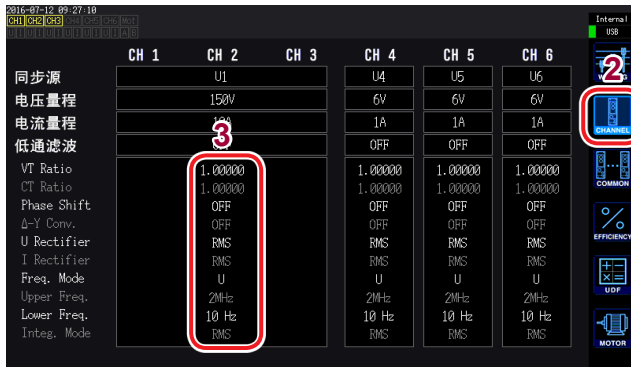 2016-07-12 09:27:10
CH1 CH2 CH3 CH4 CH5 CH6 Mot
U I U I U I U I U I U I A B
Internal
USB
CH 1 CH 2 CH 3 CH 4 CH 5 CH 6
同步源 U1 U4 U5 U6
2
电压量程 150V 6V 6V 6V
电流量程 1A 1A 1A
CHANNEL
3
低通滤波 OFF OFF OFF
VT Ratio 1.00000 1.00000 1.00000 1.00000
CT Ratio 1.00000 1.00000 1.00000 1.00000
COMMON
Phase Shift OFF OFF OFF OFF
Δ-Y Conv. OFF OFF OFF OFF
U Rectifier RMS RMS RMS RMS
EFFICIENCY
I Rectifier RMS RMS RMS RMS
Freq. Mode U U U U
UDF
Upper Freq. 2MHz 2MHz 2MHz 2MHz
Lower Freq. 10 Hz 10 Hz 10 Hz 10 Hz
Integ. Mode RMS RMS RMS RMS
MOTOR